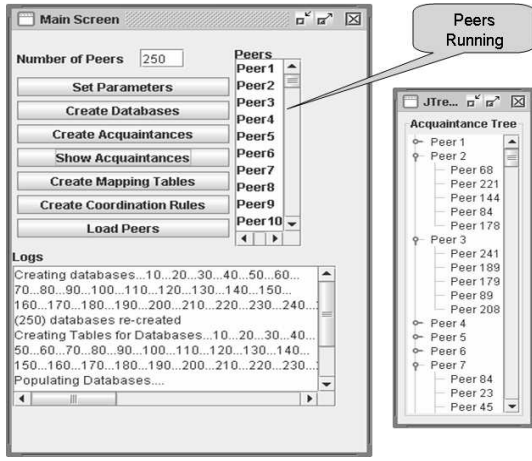 Main Screen
Peers
Running
Number of Peers 250
Peers
Peer1
Peer2
Peer3
Peer4
Peer5
Peer6
Peer7
Peer8
Peer9
Peer10
Set Parameters
Create Databases
Create Acquaintances
Show Acquaintances
Create Mapping Tables
Create Coordination Rules
Load Peers
Logs
Creating databases...10...20...30...40...50...60...
70...80...90...100...110...120...130...140...150...
160...170...180...190...200...210...220...230...240...
(250) databases re-created
Creating Tables for Databases...10...20...30...40...
50...60...70...80...90...100...110...120...130...140...
150...160...170...180...190...200...210...220...230...
Populating Databases....
JTre...
Acquaintance Tree
Peer 1
Peer 2
Peer 68
Peer 221
Peer 144
Peer 84
Peer 178
Peer 3
Peer 241
Peer 189
Peer 179
Peer 89
Peer 208
Peer 4
Peer 5
Peer 6
Peer 7
Peer 84
Peer 23
Peer 45